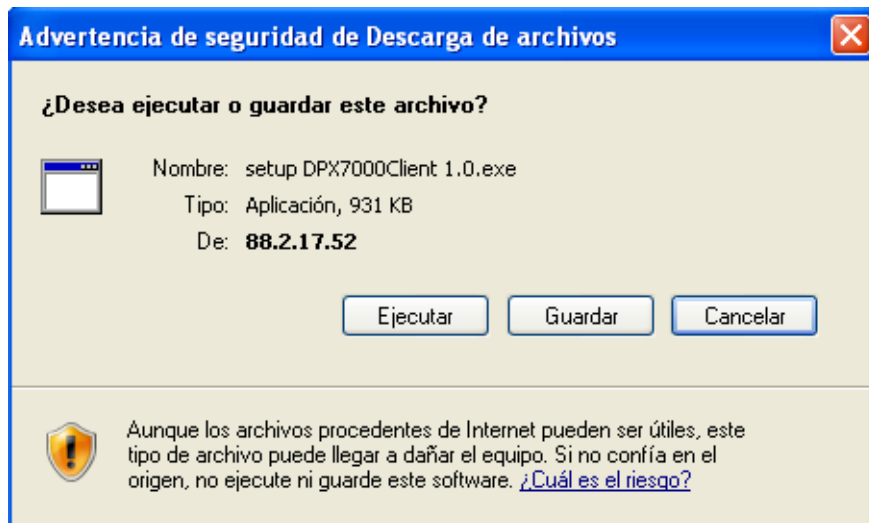 Advertencia de seguridad de Descarga de archivos
¿Desea ejecutar o guardar este archivo?
Nombre: setup DPX7000Client 1.0.exe
Tipo: Aplicación, 931 KB
De: 88.2.17.52
Ejecutar Guardar Cancelar
Aunque los archivos procedentes de Internet pueden ser útiles, este
tipo de archivo puede llegar a dañar el equipo. Si no confía en el
origen, no ejecute ni guarde este software. ¿Cuál es el riesgo?